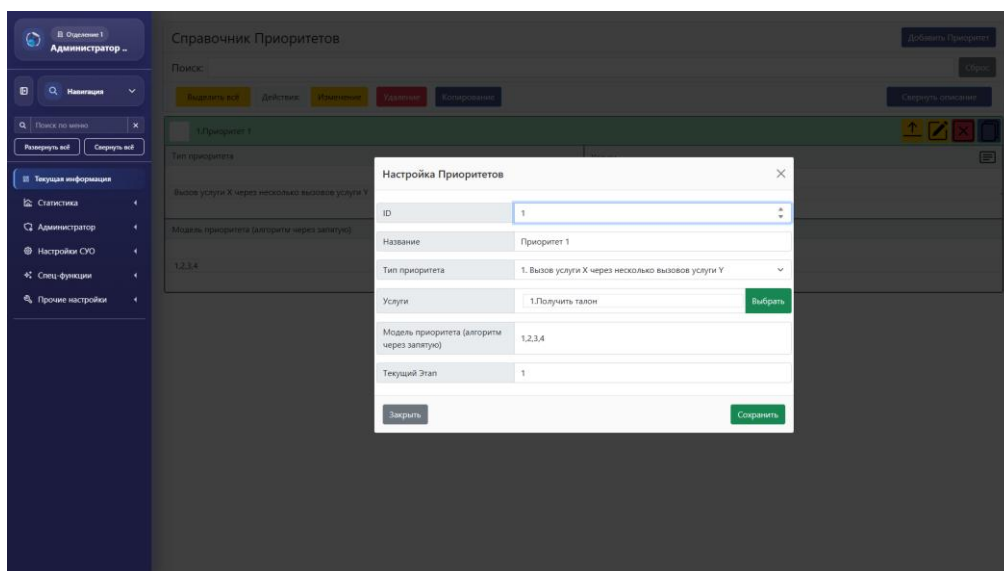 Отделение 1
Администратор ..
Навигация
Поиск по меню
Развернуть всё
Свернуть всё
Текущая информация
Статистика
Администратор
Настройки СУО
Спец-функции
Прочие настройки
Справочник Приоритетов
Добавить Приоритет
Поиск:
Сброс
Выделить всё
Действия:
Изменение
Удаление
Копирование
Свернуть описание
1.Приоритет 1
Тип приоритета
Вызов услуги X через несколько вызовов услуги Y
Модель приоритета (алгоритм через запятую)
1,2,3,4
Настройка Приоритетов
ID
1
Название
Приоритет 1
Тип приоритета
1. Вызов услуги X через несколько вызовов услуги Y
Услуги
1.Получить талон
Выбрать
Модель приоритета (алгоритм
через запятую)
1,2,3,4
Текущий Этап
1
Закрыть
Сохранить